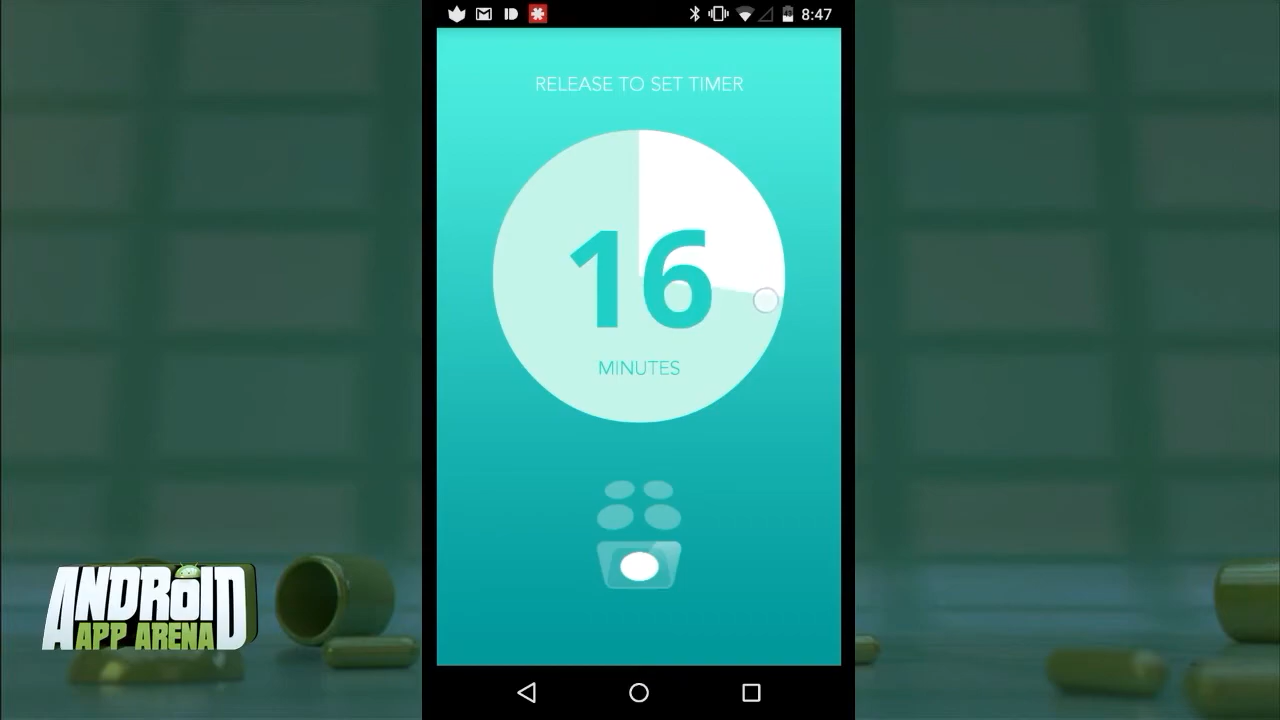 8:47
RELEASE TO SET TIMER
16
MINUTES
ANDROID
APP ARENA